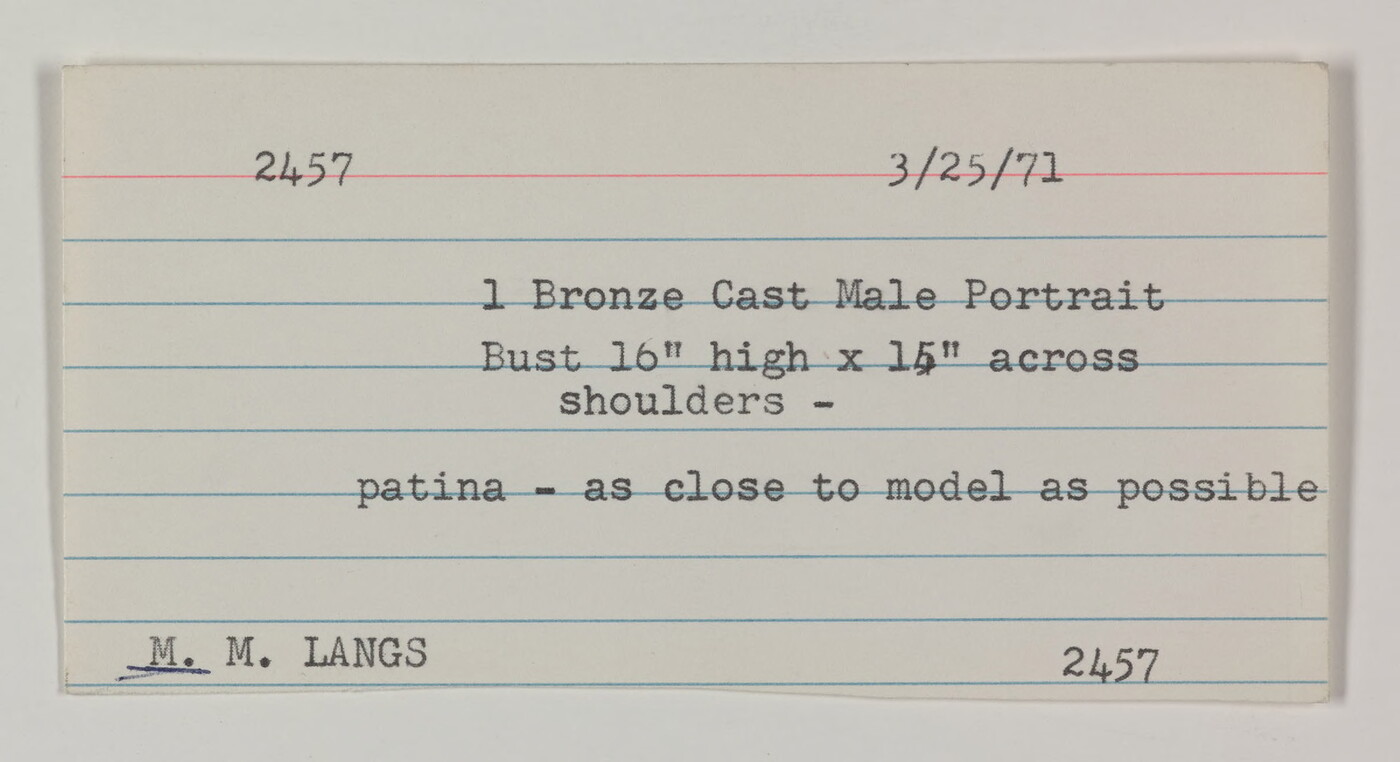 2457 3/25/71
1 Bronze Cast Male Portrait
Bust 16" high x 15" across
shoulders -
patina - as close to model as possible
M. M. LANGS 2457